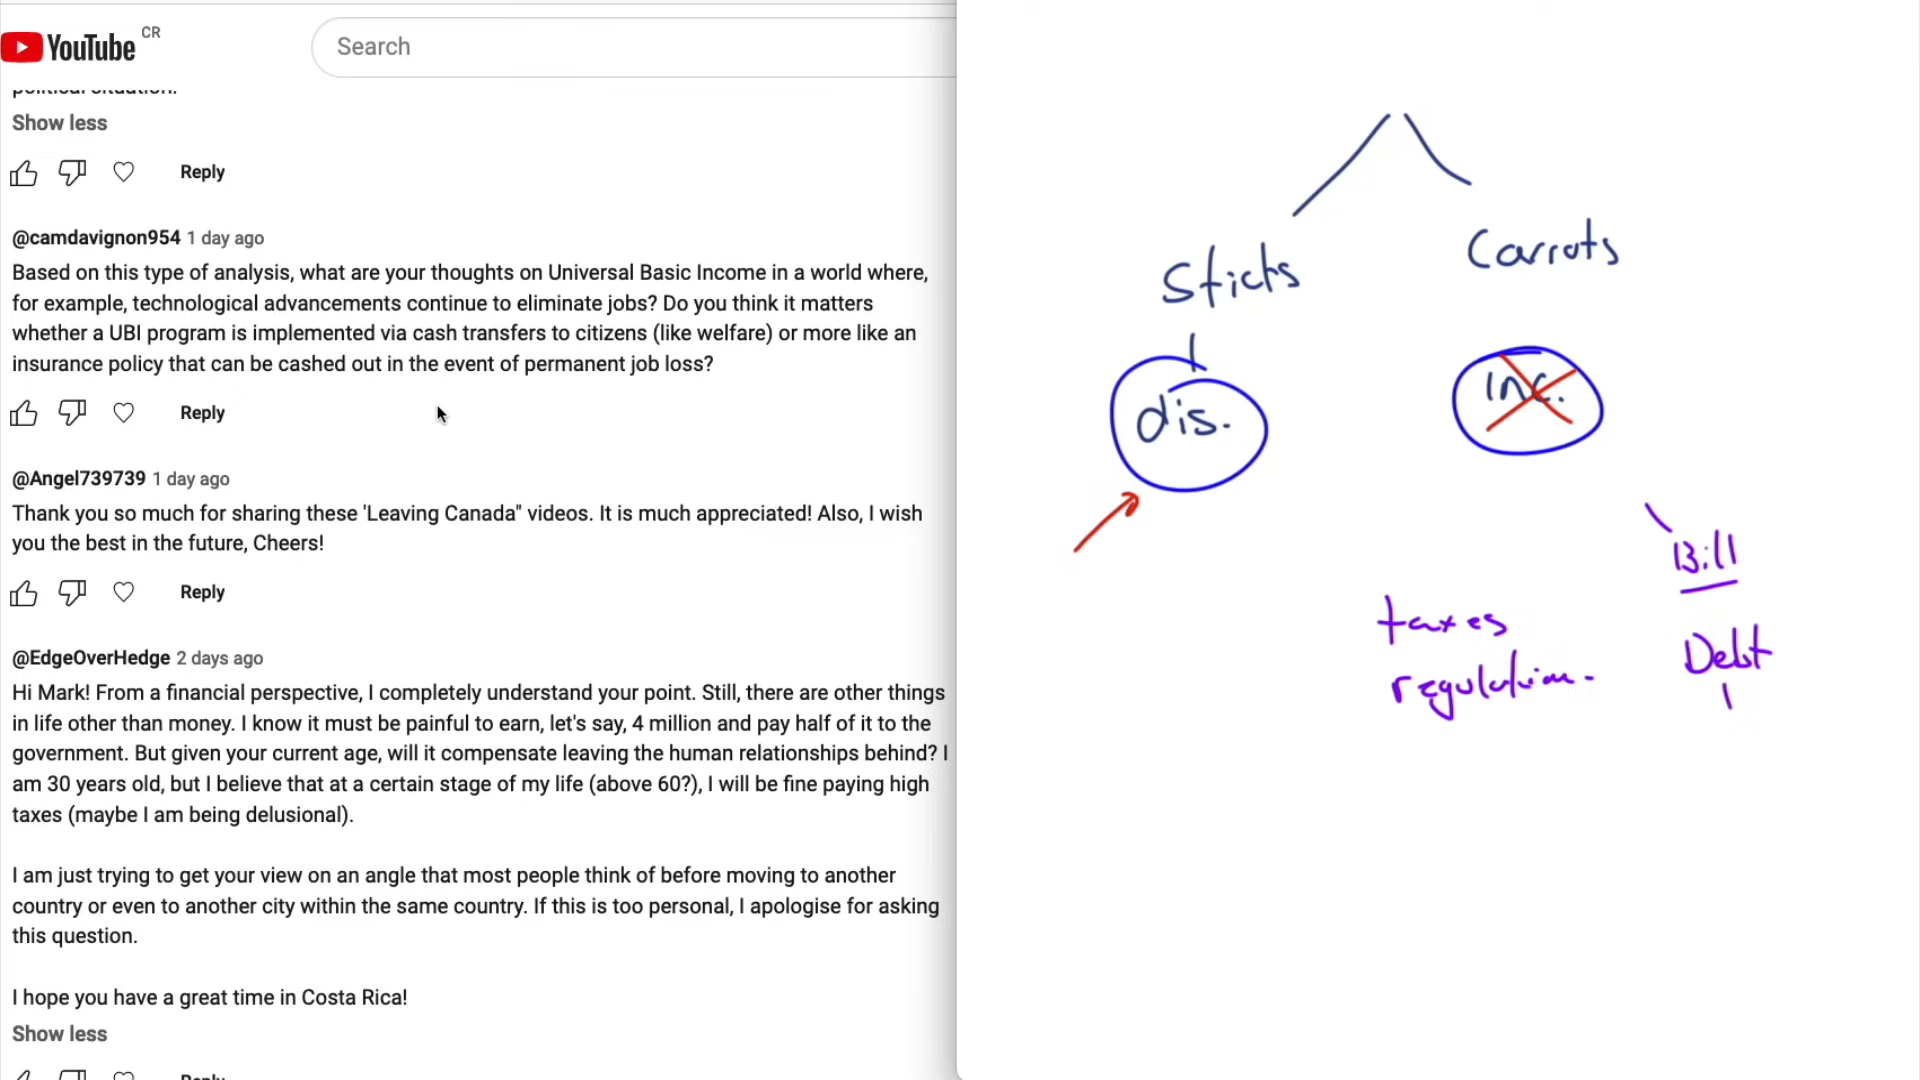 YouTube CR
Search
political situation.
Show less
Reply
@camdavignon954 1 day ago
Based on this type of analysis, what are your thoughts on Universal Basic Income in a world where,
for example, technological advancements continue to eliminate jobs? Do you think it matters
whether a UBI program is implemented via cash transfers to citizens (like welfare) or more like an
insurance policy that can be cashed out in the event of permanent job loss?
Reply
@Angel739739 1 day ago
Thank you so much for sharing these 'Leaving Canada" videos. It is much appreciated! Also, I wish
you the best in the future, Cheers!
Reply
@EdgeOverHedge 2 days ago
Hi Mark! From a financial perspective, I completely understand your point. Still, there are other things
in life other than money. I know it must be painful to earn, let's say, 4 million and pay half of it to the
government. But given your current age, will it compensate leaving the human relationships behind? I
am 30 years old, but I believe that at a certain stage of my life (above 60?), I will be fine paying high
taxes (maybe I am being delusional).
I am just trying to get your view on an angle that most people think of before moving to another
country or even to another city within the same country. If this is too personal, I apologise for asking
this question.
I hope you have a great time in Costa Rica!
Show less
Reply
Sticks
Carrots
dis.
inc.
Bill
taxes
Debt
regulation.